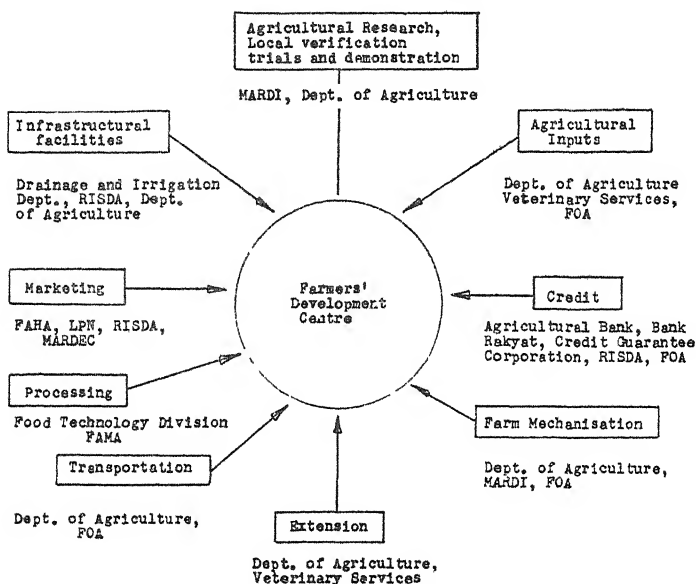 Agricultural Research,
Local verification
trials and demonstration
MARDI, Dept. of Agriculture
Infrastructural
facilities
Drainage and Irrigation
Dept., RISDA, Dept.
of Agriculture
Agricultural
Inputs
Dept. of Agriculture
Veterinary Services,
FOA
Farmers'
Development
Centre
Marketing
FAHA, LPN, RISDA,
MARDEC
Credit
Agricultural Bank, Bank
Rakyat, Credit Guarantee
Corporation, RISDA, FOA
Processing
Food Technology Division
FAMA
Farm Mechanisation
Dept. of Agriculture,
MARDI, FOA
Transportation
Dept. of Agriculture,
FOA
Extension
Dept. of Agriculture,
Veterinary Services